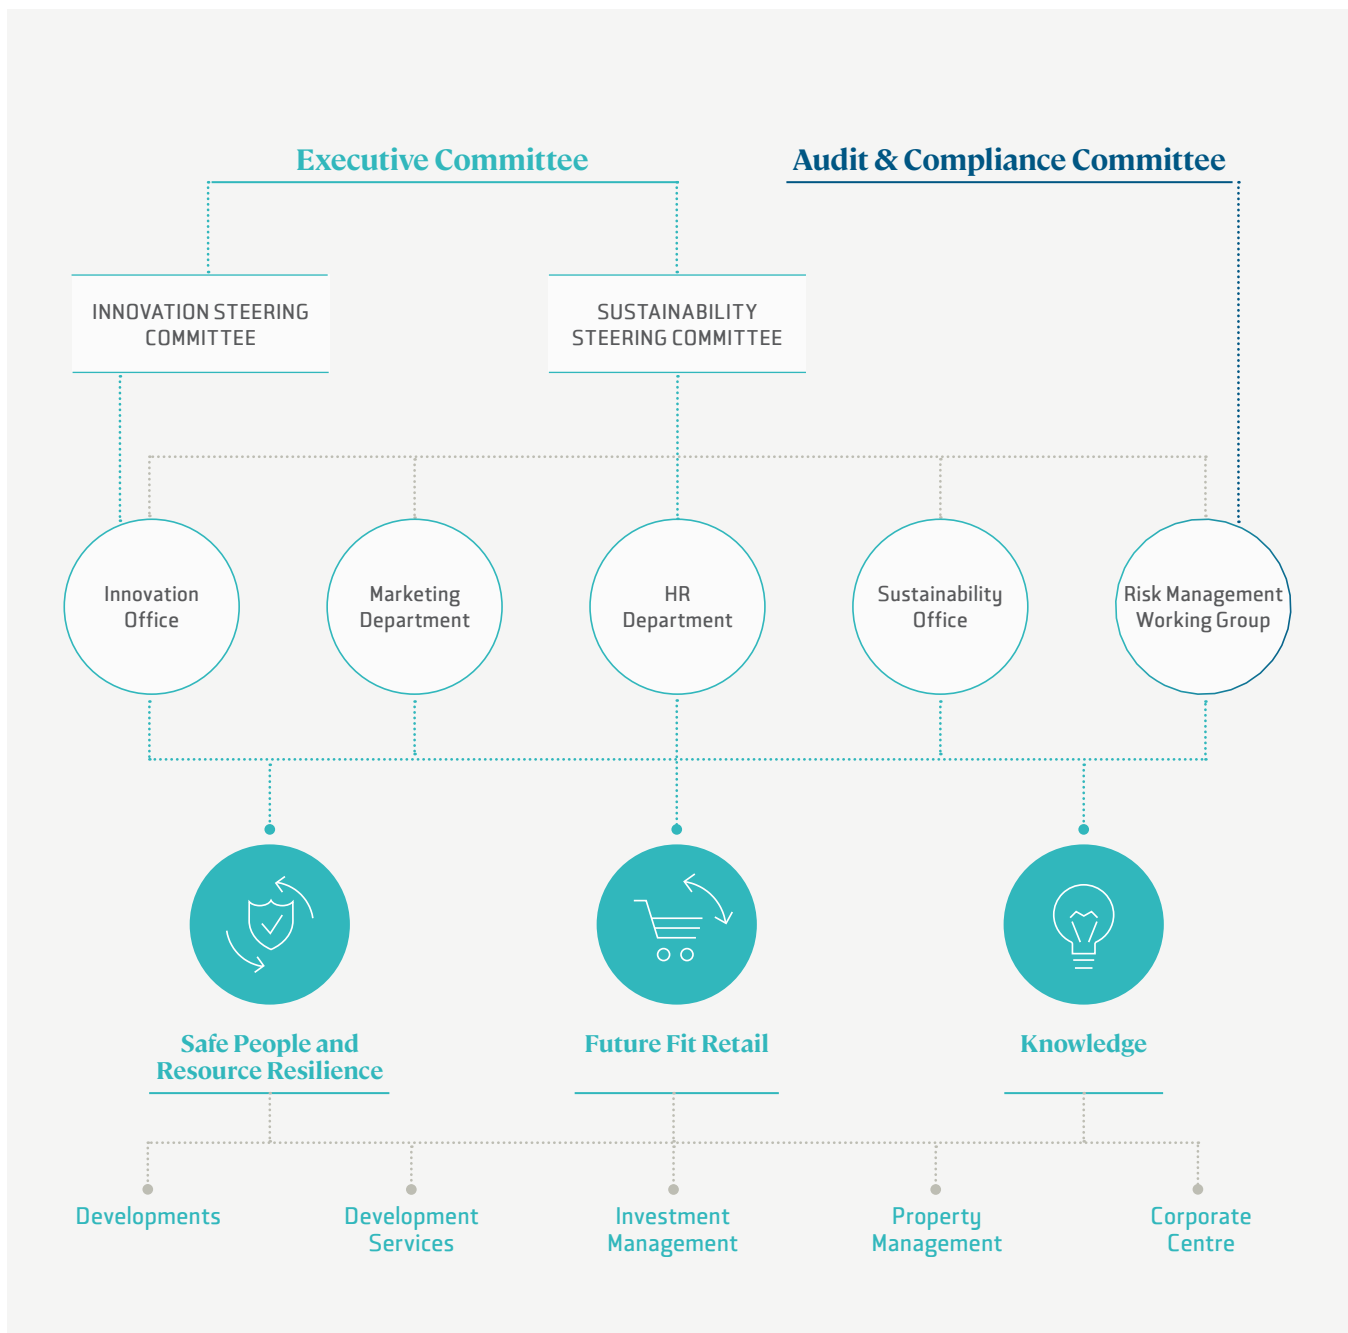 Executive Committee
Audit & Compliance Committee
INNOVATION STEERING
COMMITTEE
SUSTAINABILITY
STEERING COMMITTEE
Innovation
Office
Marketing
Department
HR
Department
Sustainability
Office
Risk Management
Working Group
Safe People and
Resource Resilience
Future Fit Retail
Knowledge
Developments
Development
Services
Investment
Management
Property
Management
Corporate
Centre